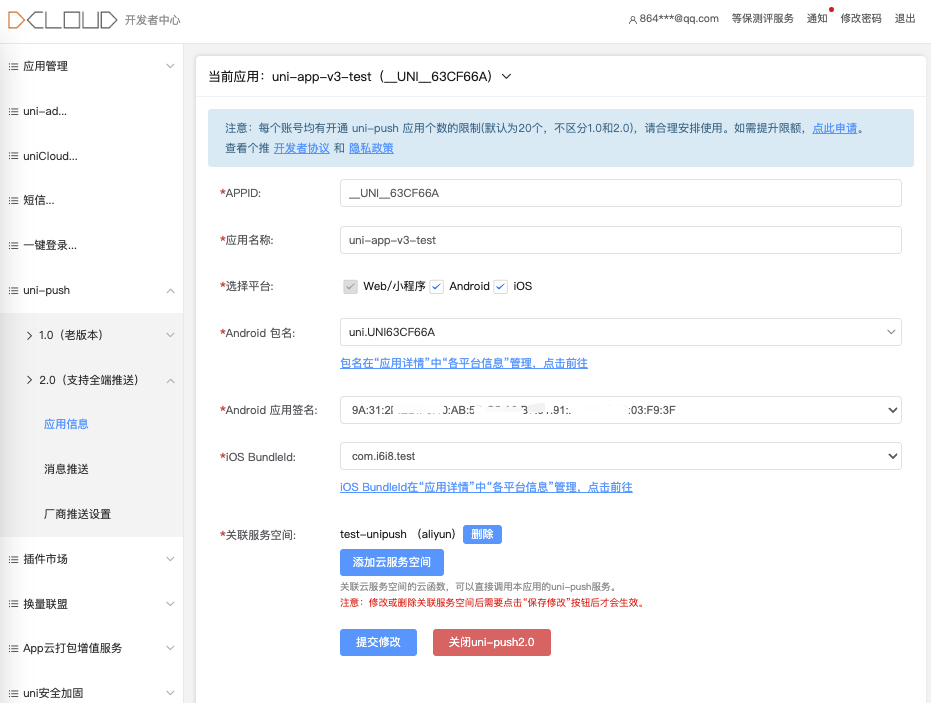 DCLOUD 开发者中心
864***@qq.com 等保测评服务 通知 修改密码 退出
应用管理
uni-ad...
uniCloud...
短信...
一键登录...
uni-push
1.0（老版本）
2.0（支持全端推送）
应用信息
消息推送
厂商推送设置
插件市场
换量联盟
App云打包增值服务
uni安全加固
当前应用：uni-app-v3-test（__UNI__63CF66A）
注意：每个账号均有开通 uni-push 应用个数的限制(默认为20个，不区分1.0和2.0)，请合理安排使用。如需提升限额，点此申请。
查看个推 开发者协议 和 隐私政策
*APPID: __UNI__63CF66A
*应用名称: uni-app-v3-test
*选择平台: Web/小程序 Android iOS
*Android 包名: uni.UNI63CF66A
包名在“应用详情”中“各平台信息”管理，点击前往
*Android 应用签名: 9A:31:2 0:AB:5 91: :03:F9:3F
*iOS BundleId: com.i6i8.test
iOS BundleId在“应用详情”中“各平台信息”管理，点击前往
*关联服务空间: test-unipush （aliyun） 删除
添加云服务空间
关联云服务空间的云函数，可以直接调用本应用的uni-push服务。
注意：修改或删除关联服务空间后需要点击“保存修改”按钮后才会生效。
提交修改 关闭uni-push2.0